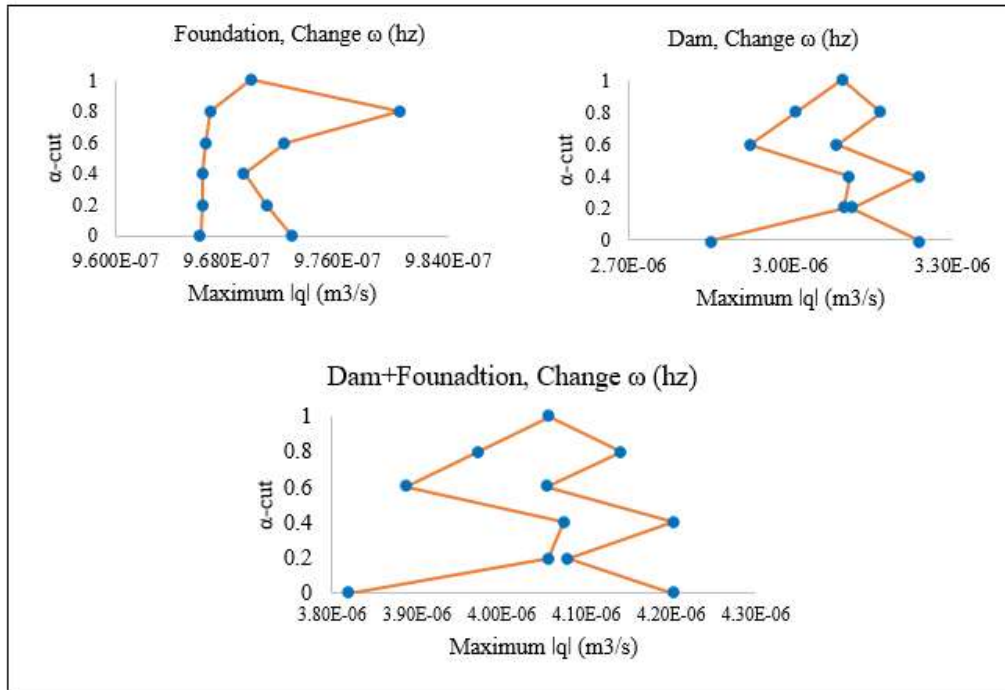 Foundation, Change ω (hz)
1
0.8
0.6
0.4
0.2
0
α-cut
9.600E-07 9.680E-07 9.760E-07 9.840E-07
Maximum |q| (m3/s)
Dam, Change ω (hz)
1
0.8
0.6
0.4
0.2
0
α-cut
2.70E-06 3.00E-06 3.30E-06
Maximum |q| (m3/s)
Dam+Founadtion, Change ω (hz)
1
0.8
0.6
0.4
0.2
0
α-cut
3.80E-06 3.90E-06 4.00E-06 4.10E-06 4.20E-06 4.30E-06
Maximum |q| (m3/s)